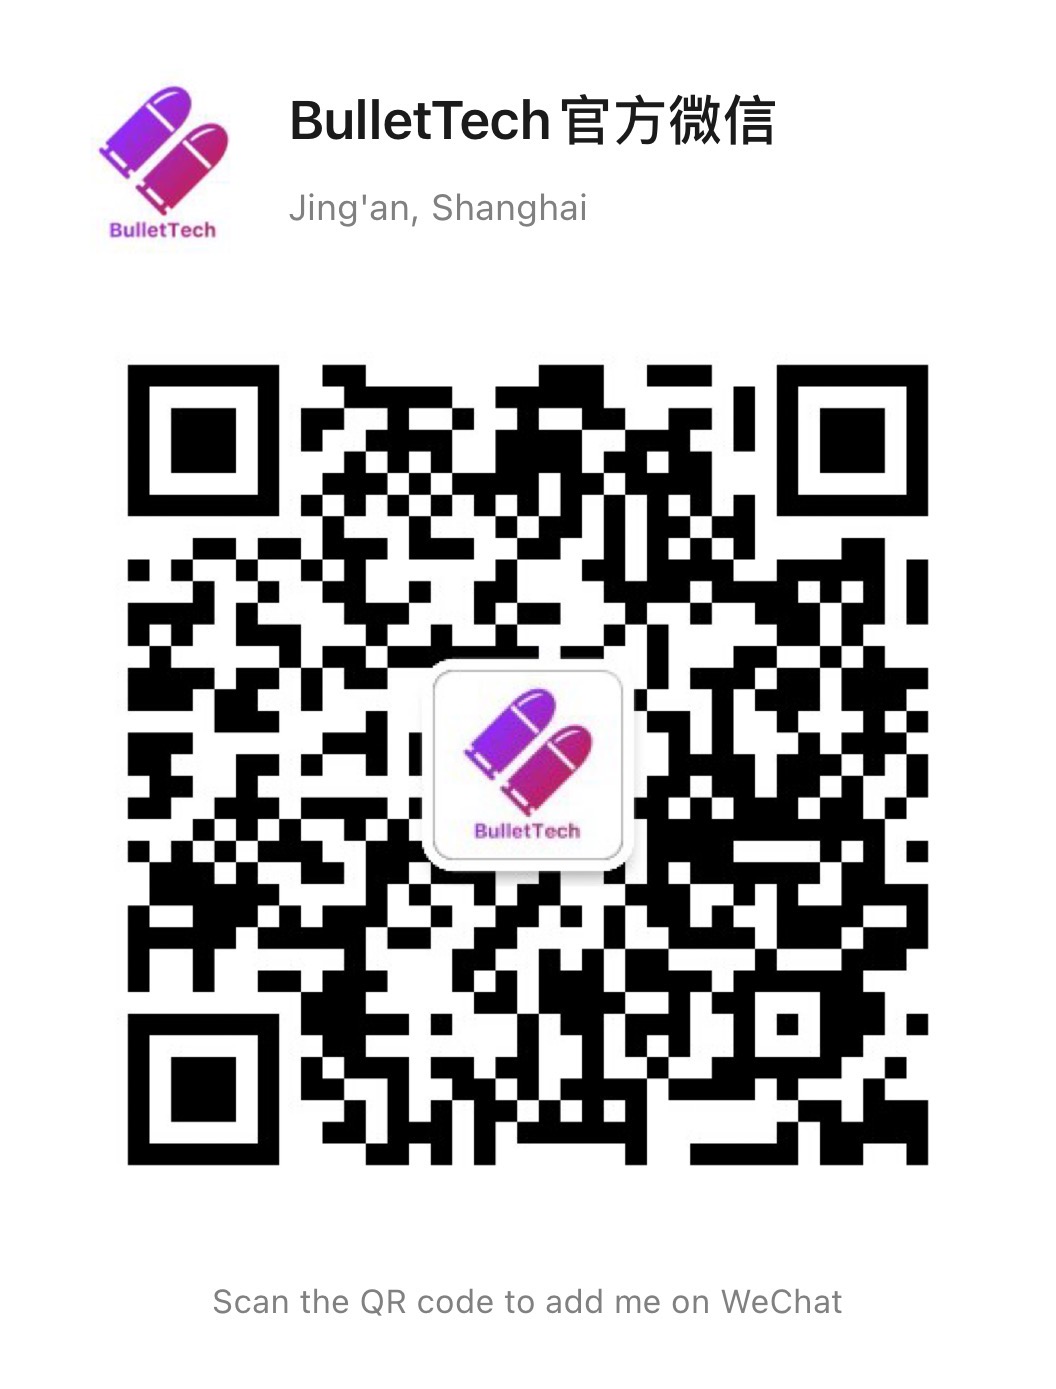 BulletTech官方微信
Jing'an, Shanghai
BulletTech
BulletTech
Scan the QR code to add me on WeChat